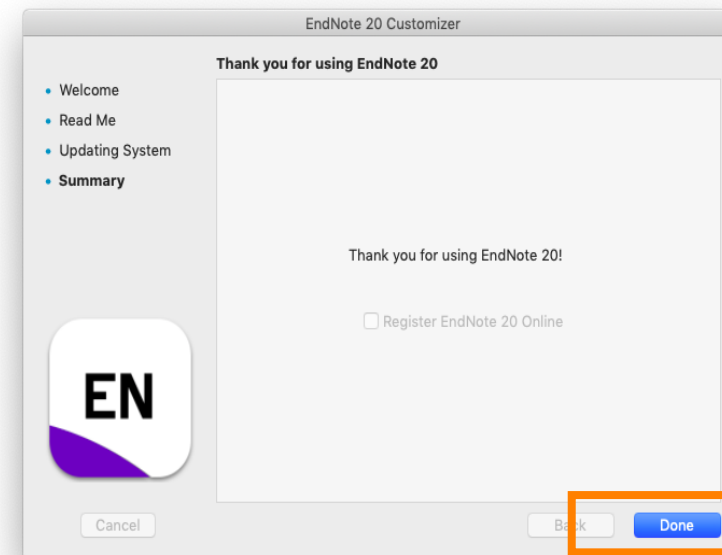 EndNote 20 Customizer
Thank you for using EndNote 20
Welcome
Read Me
Updating System
Summary
Thank you for using EndNote 20!
Register EndNote 20 Online
EN
Cancel
Back
Done